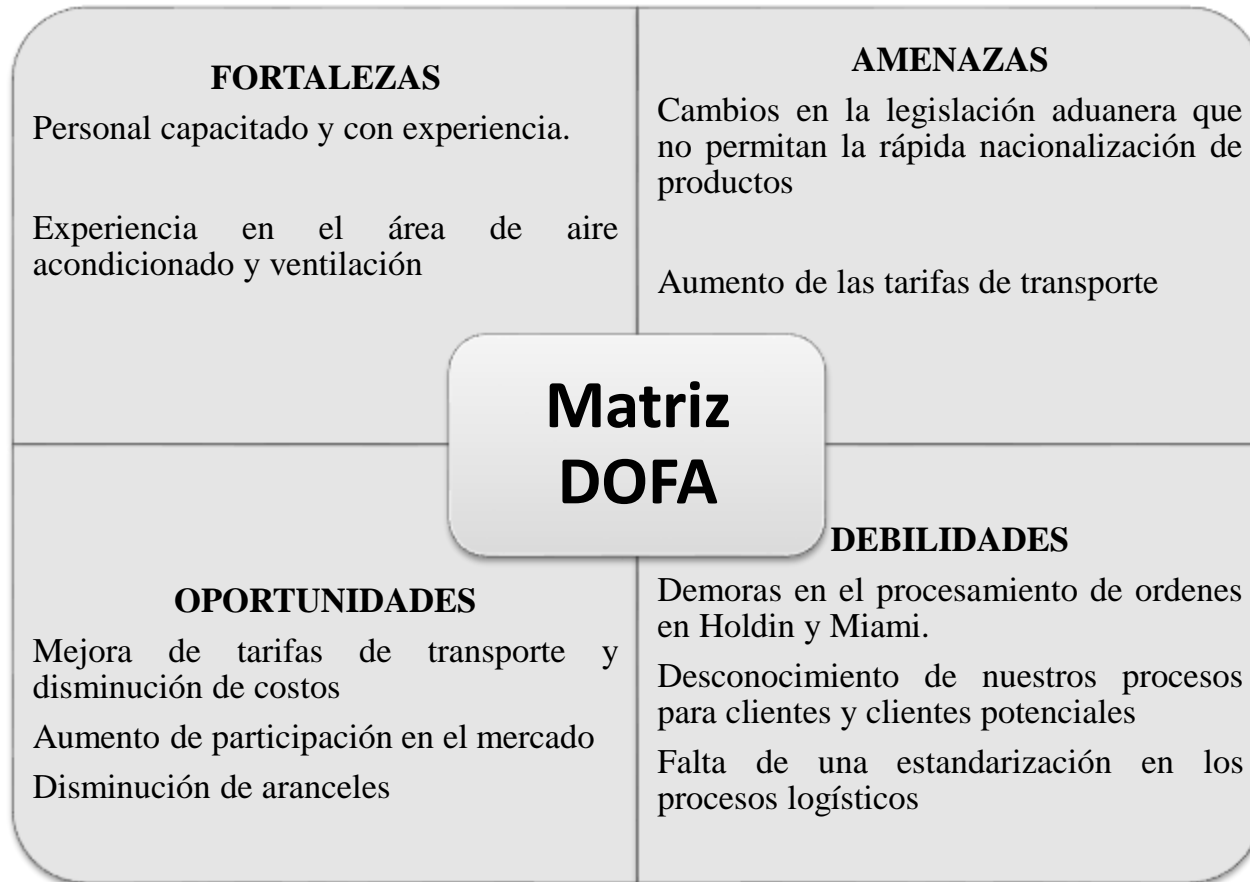 FORTALEZAS
Personal capacitado y con experiencia.
Experiencia en el área de aire
acondicionado y ventilación
AMENAZAS
Cambios en la legislación aduanera que
no permitan la rápida nacionalización de
productos
Aumento de las tarifas de transporte
Matriz
DOFA
OPORTUNIDADES
Mejora de tarifas de transporte y
disminución de costos
Aumento de participación en el mercado
Disminución de aranceles
DEBILIDADES
Demoras en el procesamiento de ordenes
en Holdin y Miami.
Desconocimiento de nuestros procesos
para clientes y clientes potenciales
Falta de una estandarización en los
procesos logísticos